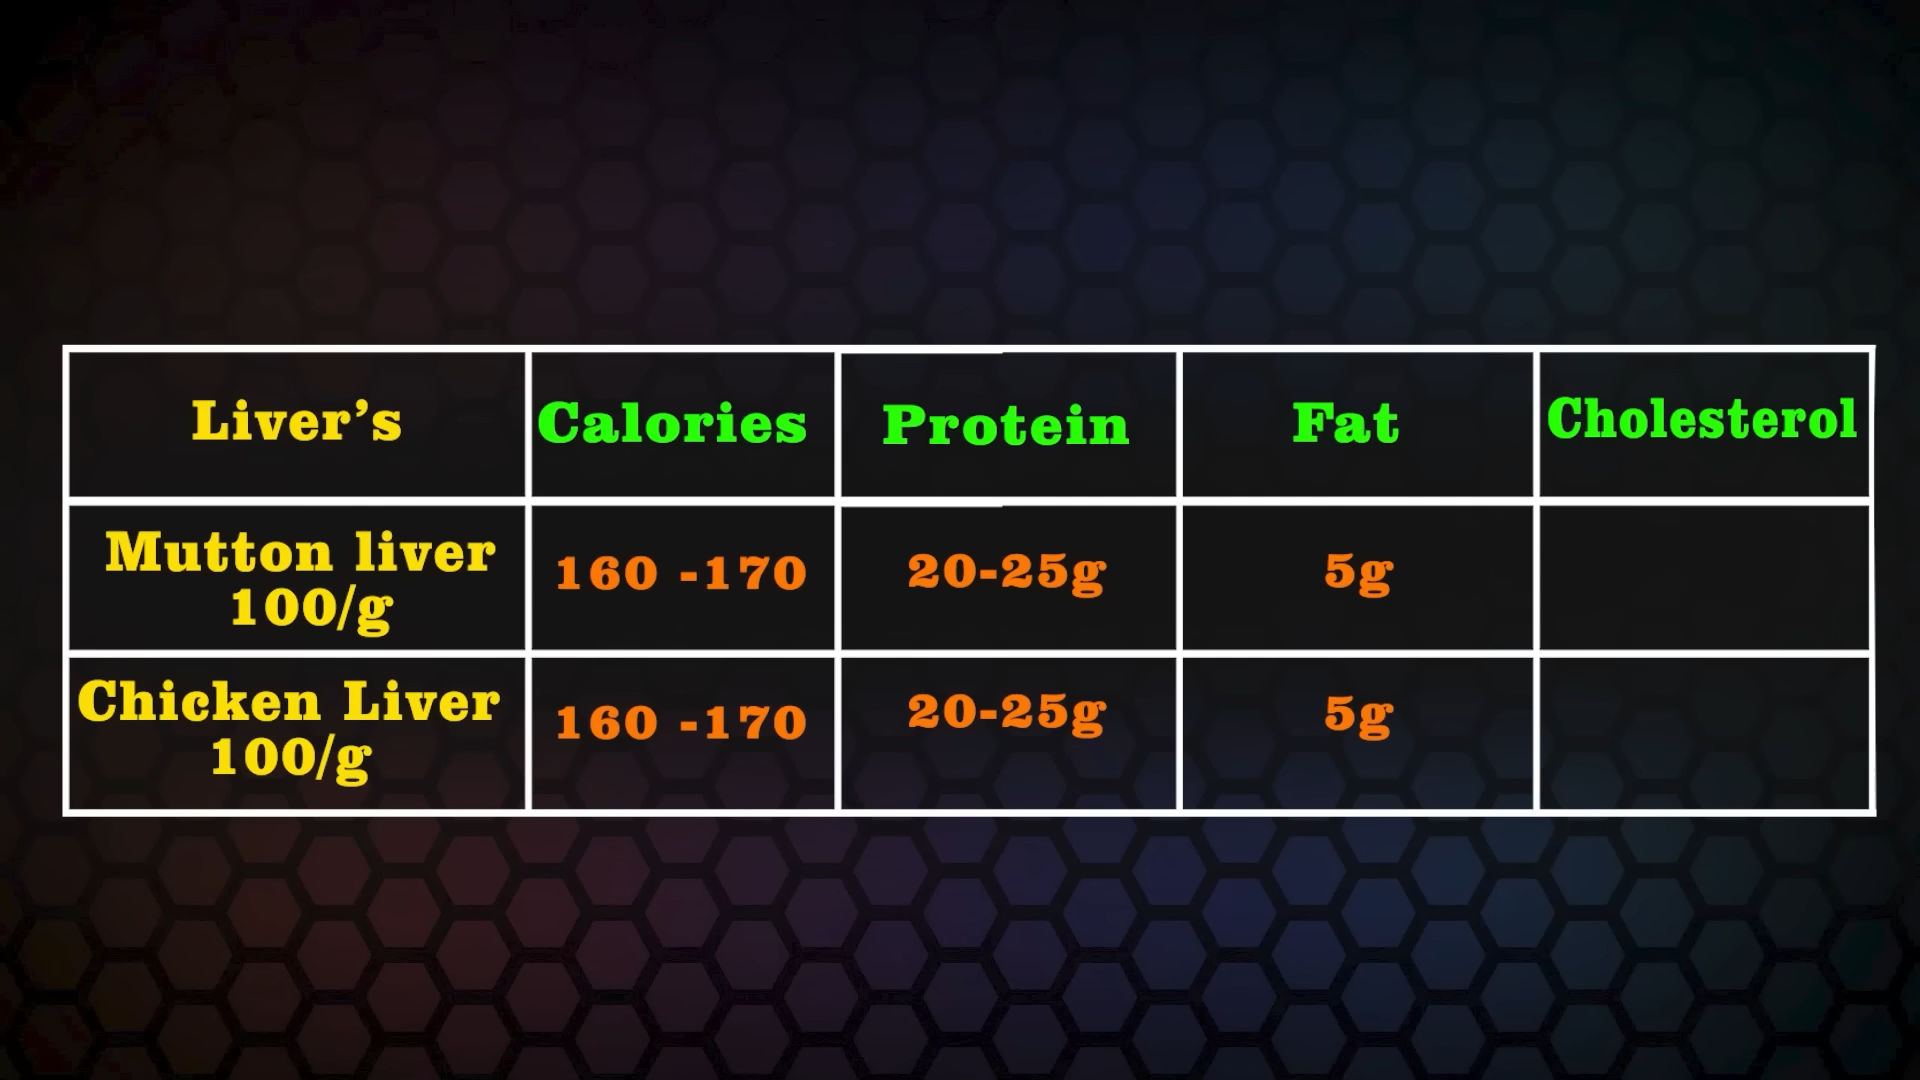 Liver's Calories Protein Fat Cholesterol
Mutton liver
100/g
160 -170 20-25g 5g
Chicken Liver
100/g
160 -170 20-25g 5g